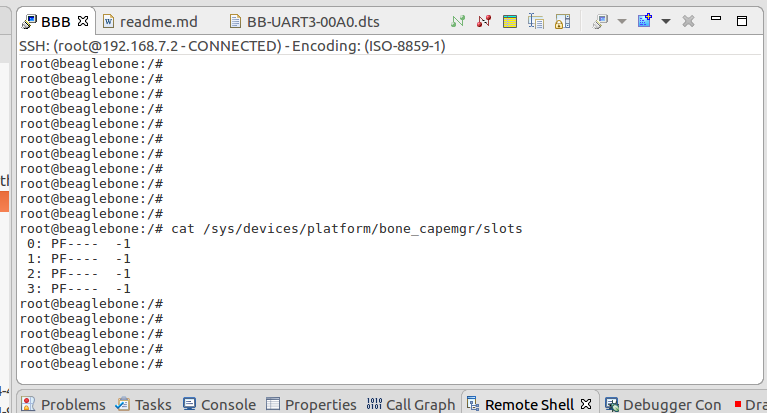 BBB readme.md BB-UART3-00A0.dts
SSH: (root@192.168.7.2 - CONNECTED) - Encoding: (ISO-8859-1)
root@beaglebone:/#
root@beaglebone:/#
root@beaglebone:/#
root@beaglebone:/#
root@beaglebone:/#
root@beaglebone:/#
root@beaglebone:/#
root@beaglebone:/#
root@beaglebone:/#
root@beaglebone:/#
root@beaglebone:/#
root@beaglebone:/# cat /sys/devices/platform/bone_capemgr/slots
0: PF----  -1
1: PF----  -1
2: PF----  -1
3: PF----  -1
root@beaglebone:/#
root@beaglebone:/#
root@beaglebone:/#
root@beaglebone:/#
root@beaglebone:/#
Problems Tasks Console Properties Call Graph Remote Shell Debugger Con Dra